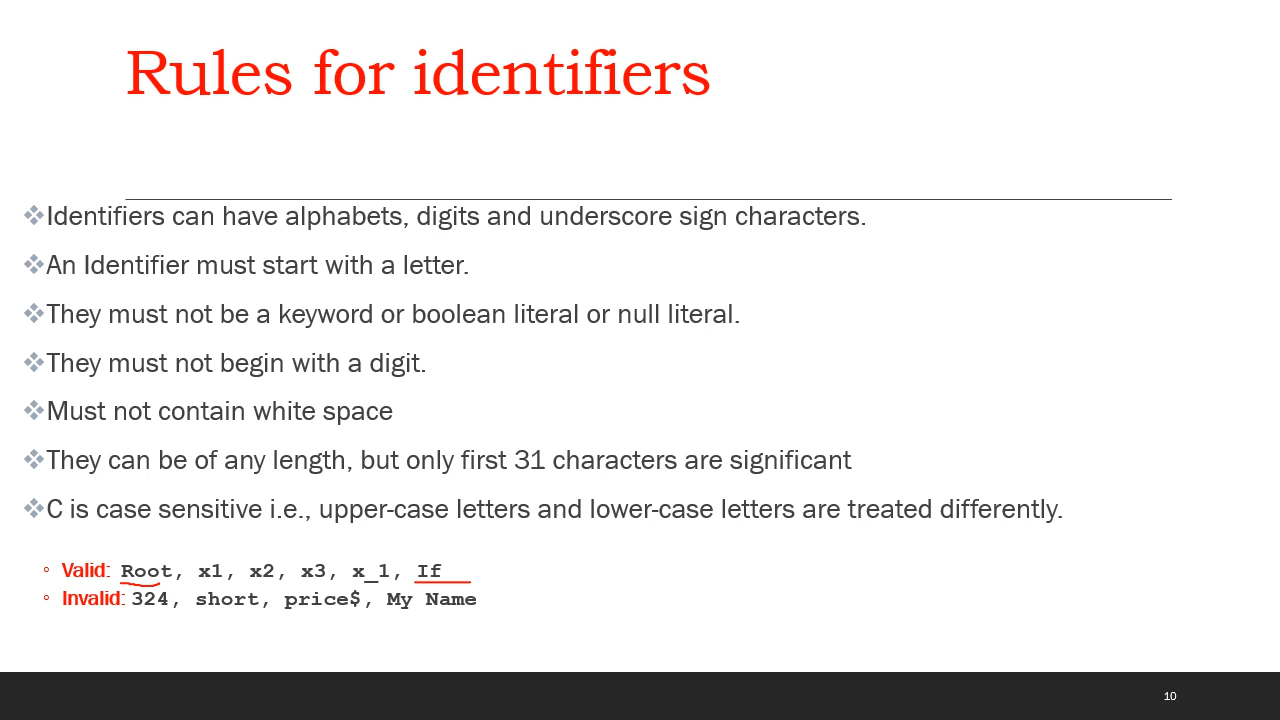 Rules for identifiers
❖Identifiers can have alphabets, digits and underscore sign characters.
❖An Identifier must start with a letter.
❖They must not be a keyword or boolean literal or null literal.
❖They must not begin with a digit.
❖Must not contain white space
❖They can be of any length, but only first 31 characters are significant
❖C is case sensitive i.e., upper-case letters and lower-case letters are treated differently.
◦ Valid: Root, x1, x2, x3, x_1, If
◦ Invalid: 324, short, price$, My Name
10